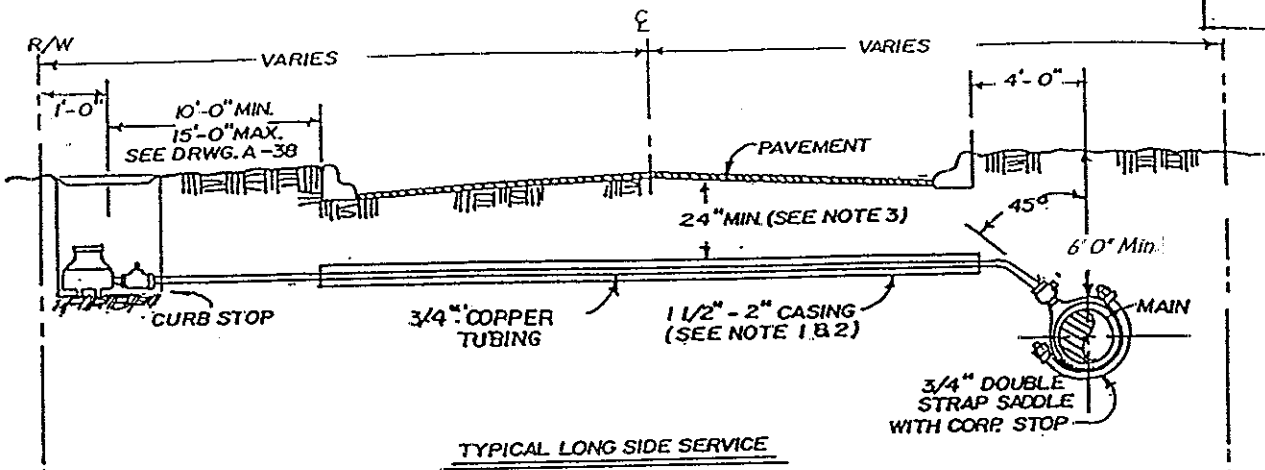 R/W
℄
VARIES
VARIES
1'-0"
10'-0" MIN.
15'-0" MAX.
SEE DRWG. A-38
4'-0"
PAVEMENT
24" MIN. (SEE NOTE 3)
45°
6'0" Min.
CURB STOP
3/4" COPPER
TUBING
1 1/2" - 2" CASING
(SEE NOTE 1 & 2)
MAIN
3/4" DOUBLE
STRAP SADDLE
WITH CORP. STOP
TYPICAL LONG SIDE SERVICE